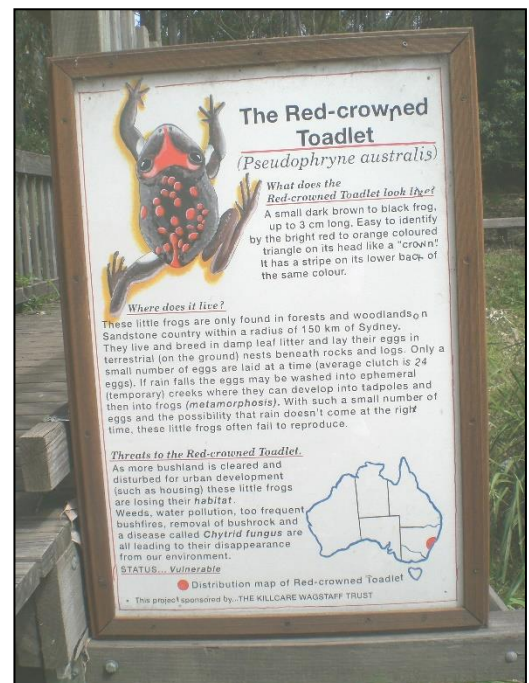 The Red-crowned
Toadlet
(Pseudophryne australis)
What does the
Red-crowned Toadlet look like?
A small dark brown to black frog,
up to 3 cm long. Easy to identify
by the bright red to orange coloured
triangle on its head like a "crown".
It has a stripe on its lower back of
the same colour.
Where does it live?
These little frogs are only found in forests and woodlands on
Sandstone country within a radius of 150 km of Sydney.
They live and breed in damp leaf litter and lay their eggs in
terrestrial (on the ground) nests beneath rocks and logs. Only a
small number of eggs are laid at a time (average clutch is 24
eggs). If rain falls the eggs may be washed into ephemeral
(temporary) creeks where they can develop into tadpoles and
then into frogs (metamorphosis). With such a small number of
eggs and the possibility that rain doesn't come at the right
time, these little frogs often fail to reproduce.
Threats to the Red-crowned Toadlet.
As more bushland is cleared and
disturbed for urban development
(such as housing) these little frogs
are losing their habitat.
Weeds, water pollution, too frequent
bushfires, removal of bushrock and
a disease called Chytrid fungus are
all leading to their disappearance
from our environment.
STATUS... Vulnerable
Distribution map of Red-crowned Toadlet
• This project sponsored by...THE KILLCARE WAGSTAFF TRUST